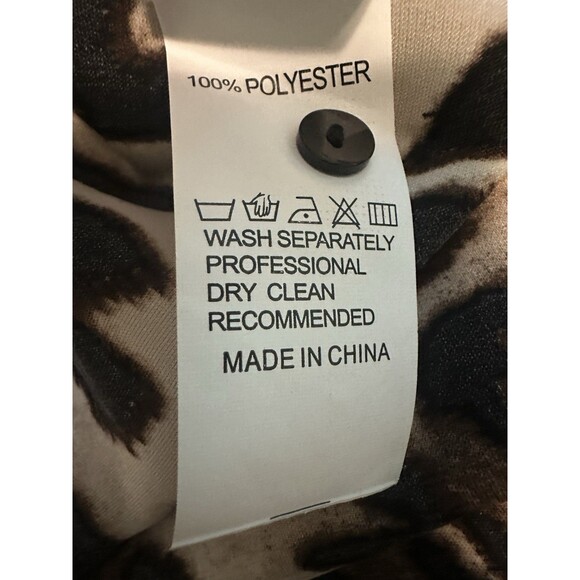 100% POLYESTER
WASH SEPARATELY
PROFESSIONAL
DRY CLEAN
RECOMMENDED
MADE IN CHINA